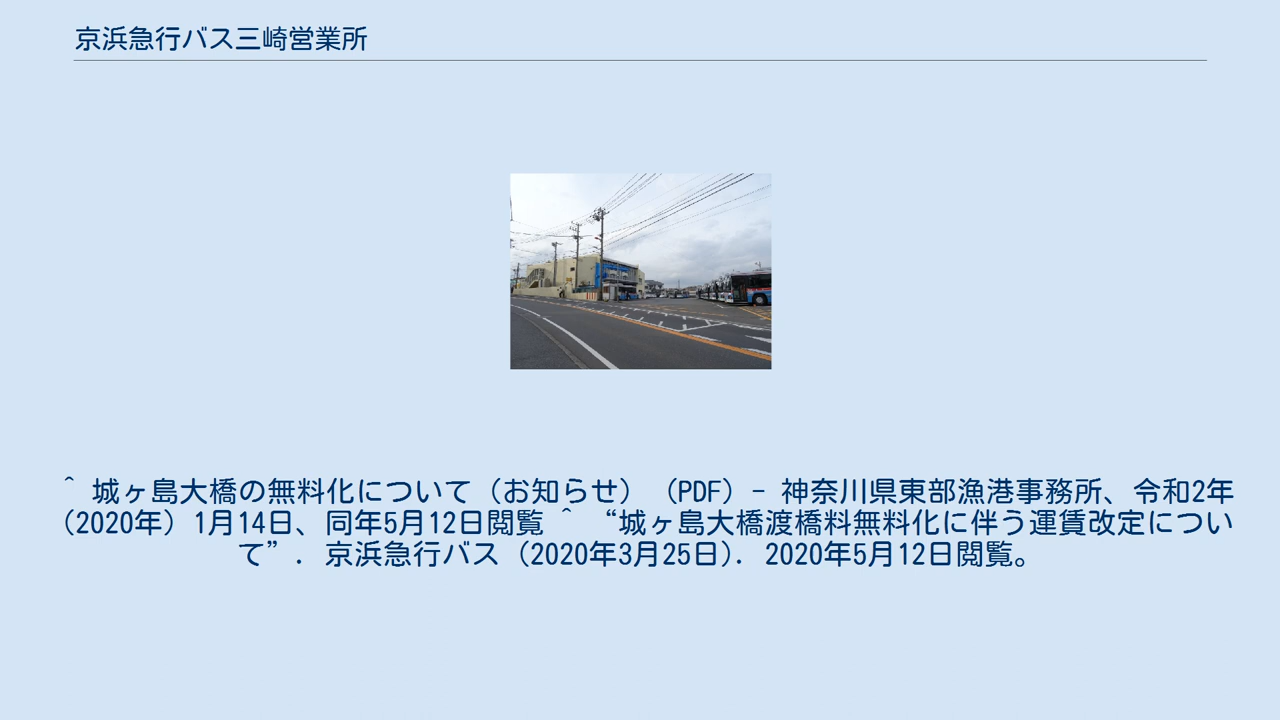 京浜急行バス三崎営業所
^ 城ヶ島大橋の無料化について（お知らせ）（PDF）- 神奈川県東部漁港事務所、令和2年
（2020年）1月14日、同年5月12日閲覧 ^ “城ヶ島大橋渡橋料無料化に伴う運賃改定につい
て”. 京浜急行バス (2020年3月25日). 2020年5月12日閲覧。